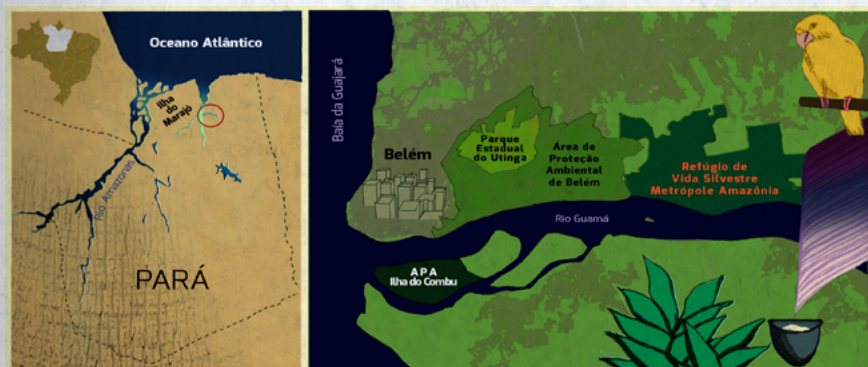 Oceano Atlântico
Ilha do
Marajó
Rio Amazonas
PARÁ
Baía da Guajará
Belém
Parque
Estadual
do Utinga
Área de
Proteção
Ambiental
de Belém
Refúgio de
Vida Silvestre
Metrópole Amazônia
Rio Guamá
APA
Ilha do Combu